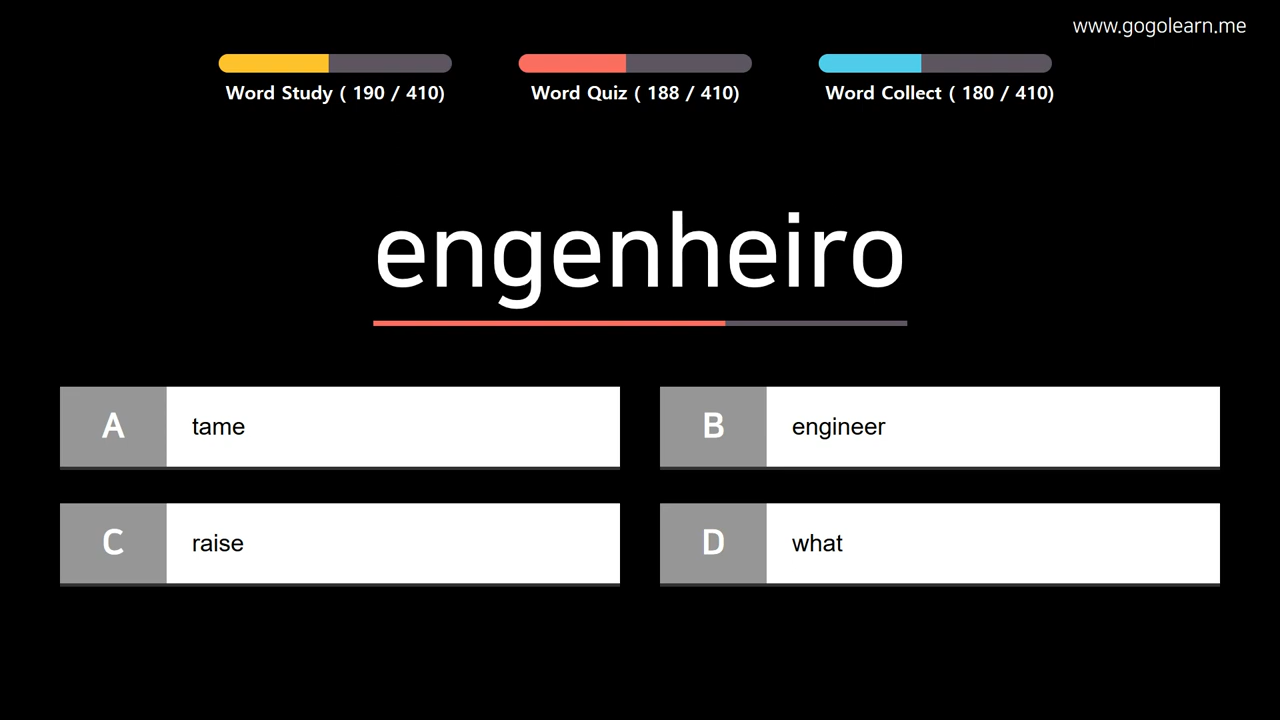 www.gogolearn.me
Word Study ( 190 / 410)
Word Quiz ( 188 / 410)
Word Collect ( 180 / 410)
engenheiro
A tame
B engineer
C raise
D what